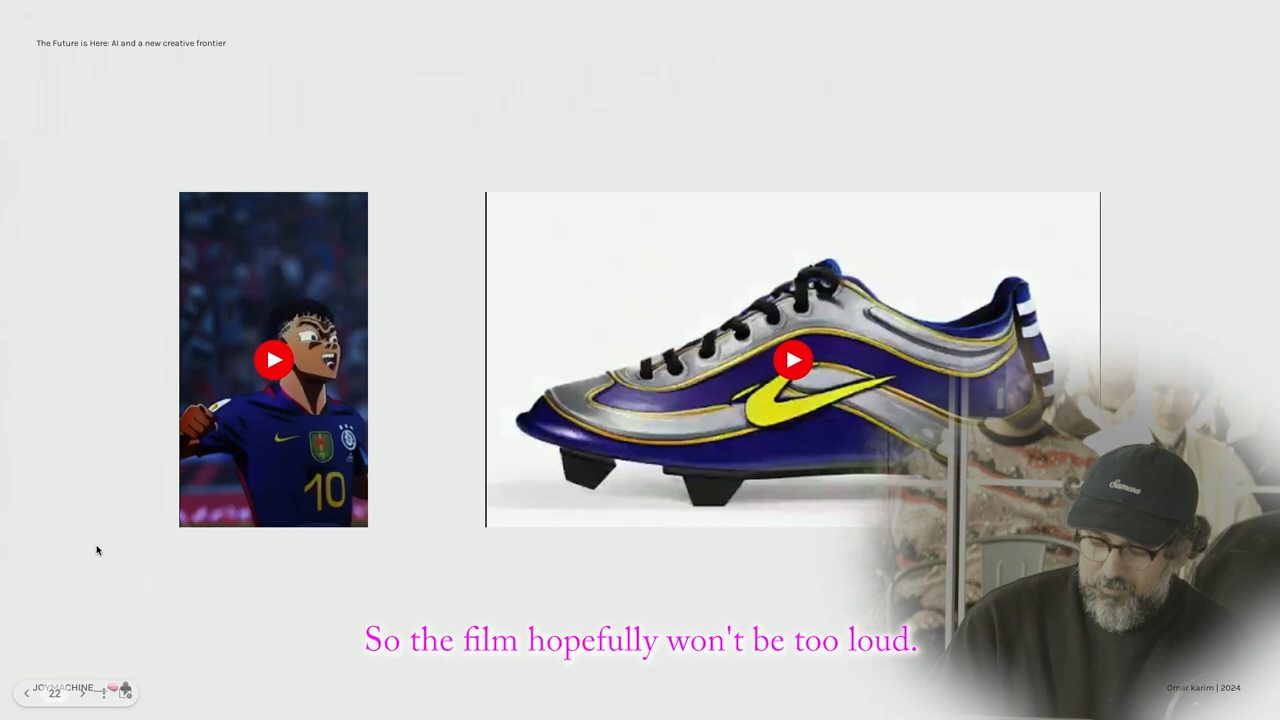 The Future is Here: AI and a new creative frontier
10
So the film hopefully won't be too loud.
JOYMACHINE
22
Omar karim | 2024